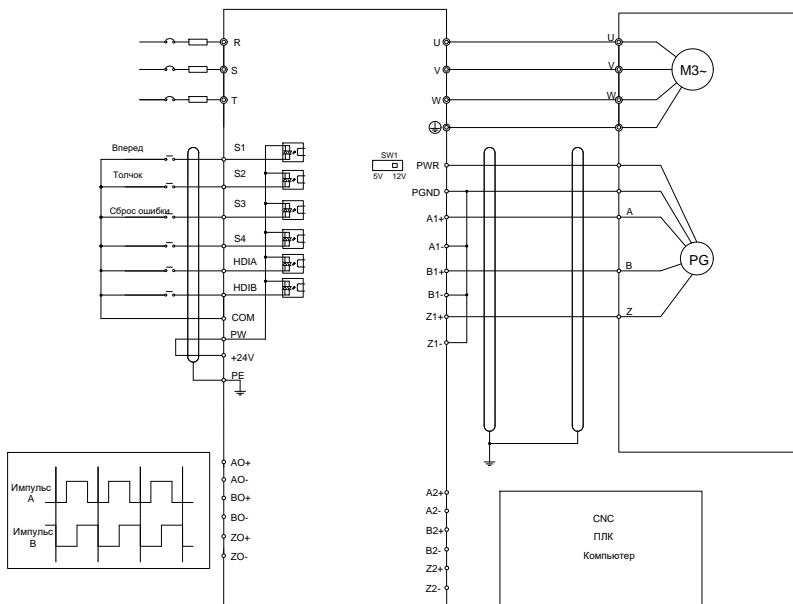 R
S
T
U
V
W
U
V
W
M3~
Вперед
Толчок
Сброс ошибки
S1
S2
S3
S4
HDIA
HDIB
COM
PW
+24V
PE
SW1
5V 12V
PWR
PGND
A1+
A1-
B1+
B1-
Z1+
Z1-
A
B
Z
PG
Импульс
A
Импульс
B
AO+
AO-
BO+
BO-
ZO+
ZO-
A2+
A2-
B2+
B2-
Z2+
Z2-
CNC
ПЛК
Компьютер